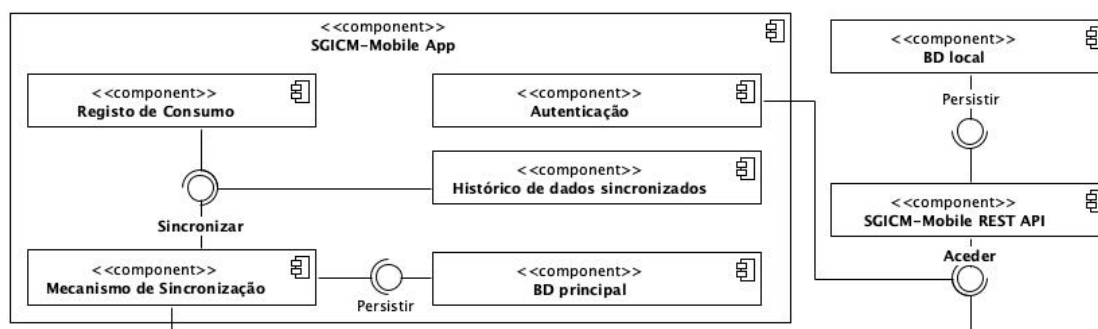 <<component>>
SGICM-Mobile App
<<component>>
Registo de Consumo
<<component>>
Autenticação
<<component>>
Histórico de dados sincronizados
Sincronizar
<<component>>
Mecanismo de Sincronização
Persistir
<<component>>
BD principal
<<component>>
BD local
Persistir
<<component>>
SGICM-Mobile REST API
Aceder